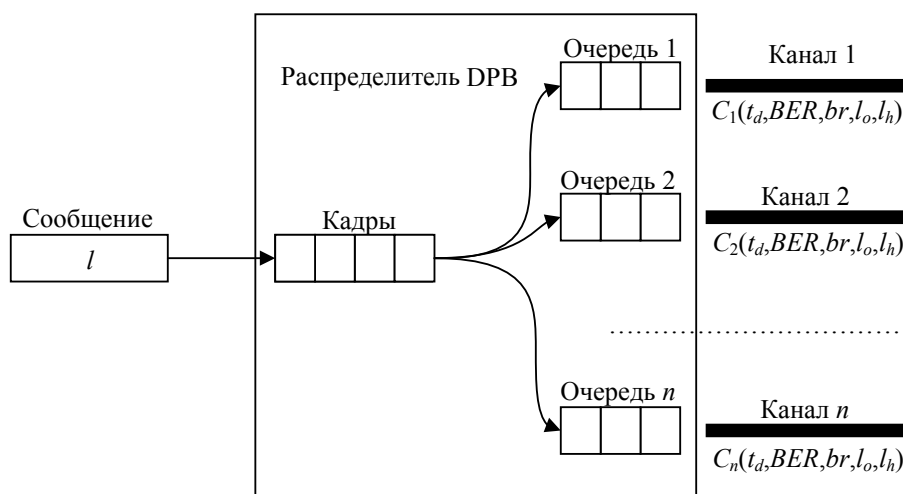 Распределитель DPB
Очередь 1
Канал 1
C1(td,BER,br,lo,lh)
Очередь 2
Канал 2
C2(td,BER,br,lo,lh)
Сообщение
l
Кадры
Очередь n
Канал n
Cn(td,BER,br,lo,lh)